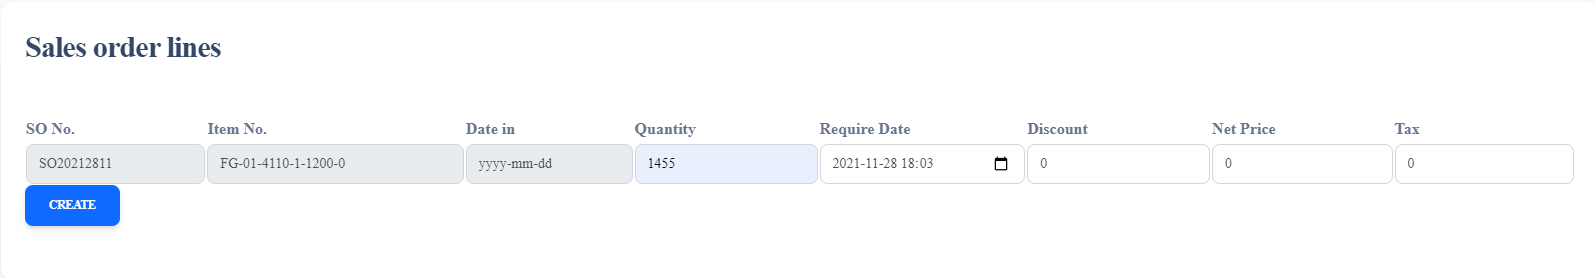 Sales order lines
SO No. Item No. Date in Quantity Require Date Discount Net Price Tax
SO20212811 FG-01-4110-1-1200-0 yyyy-mm-dd 1455 2021-11-28 18:03 0 0 0
CREATE